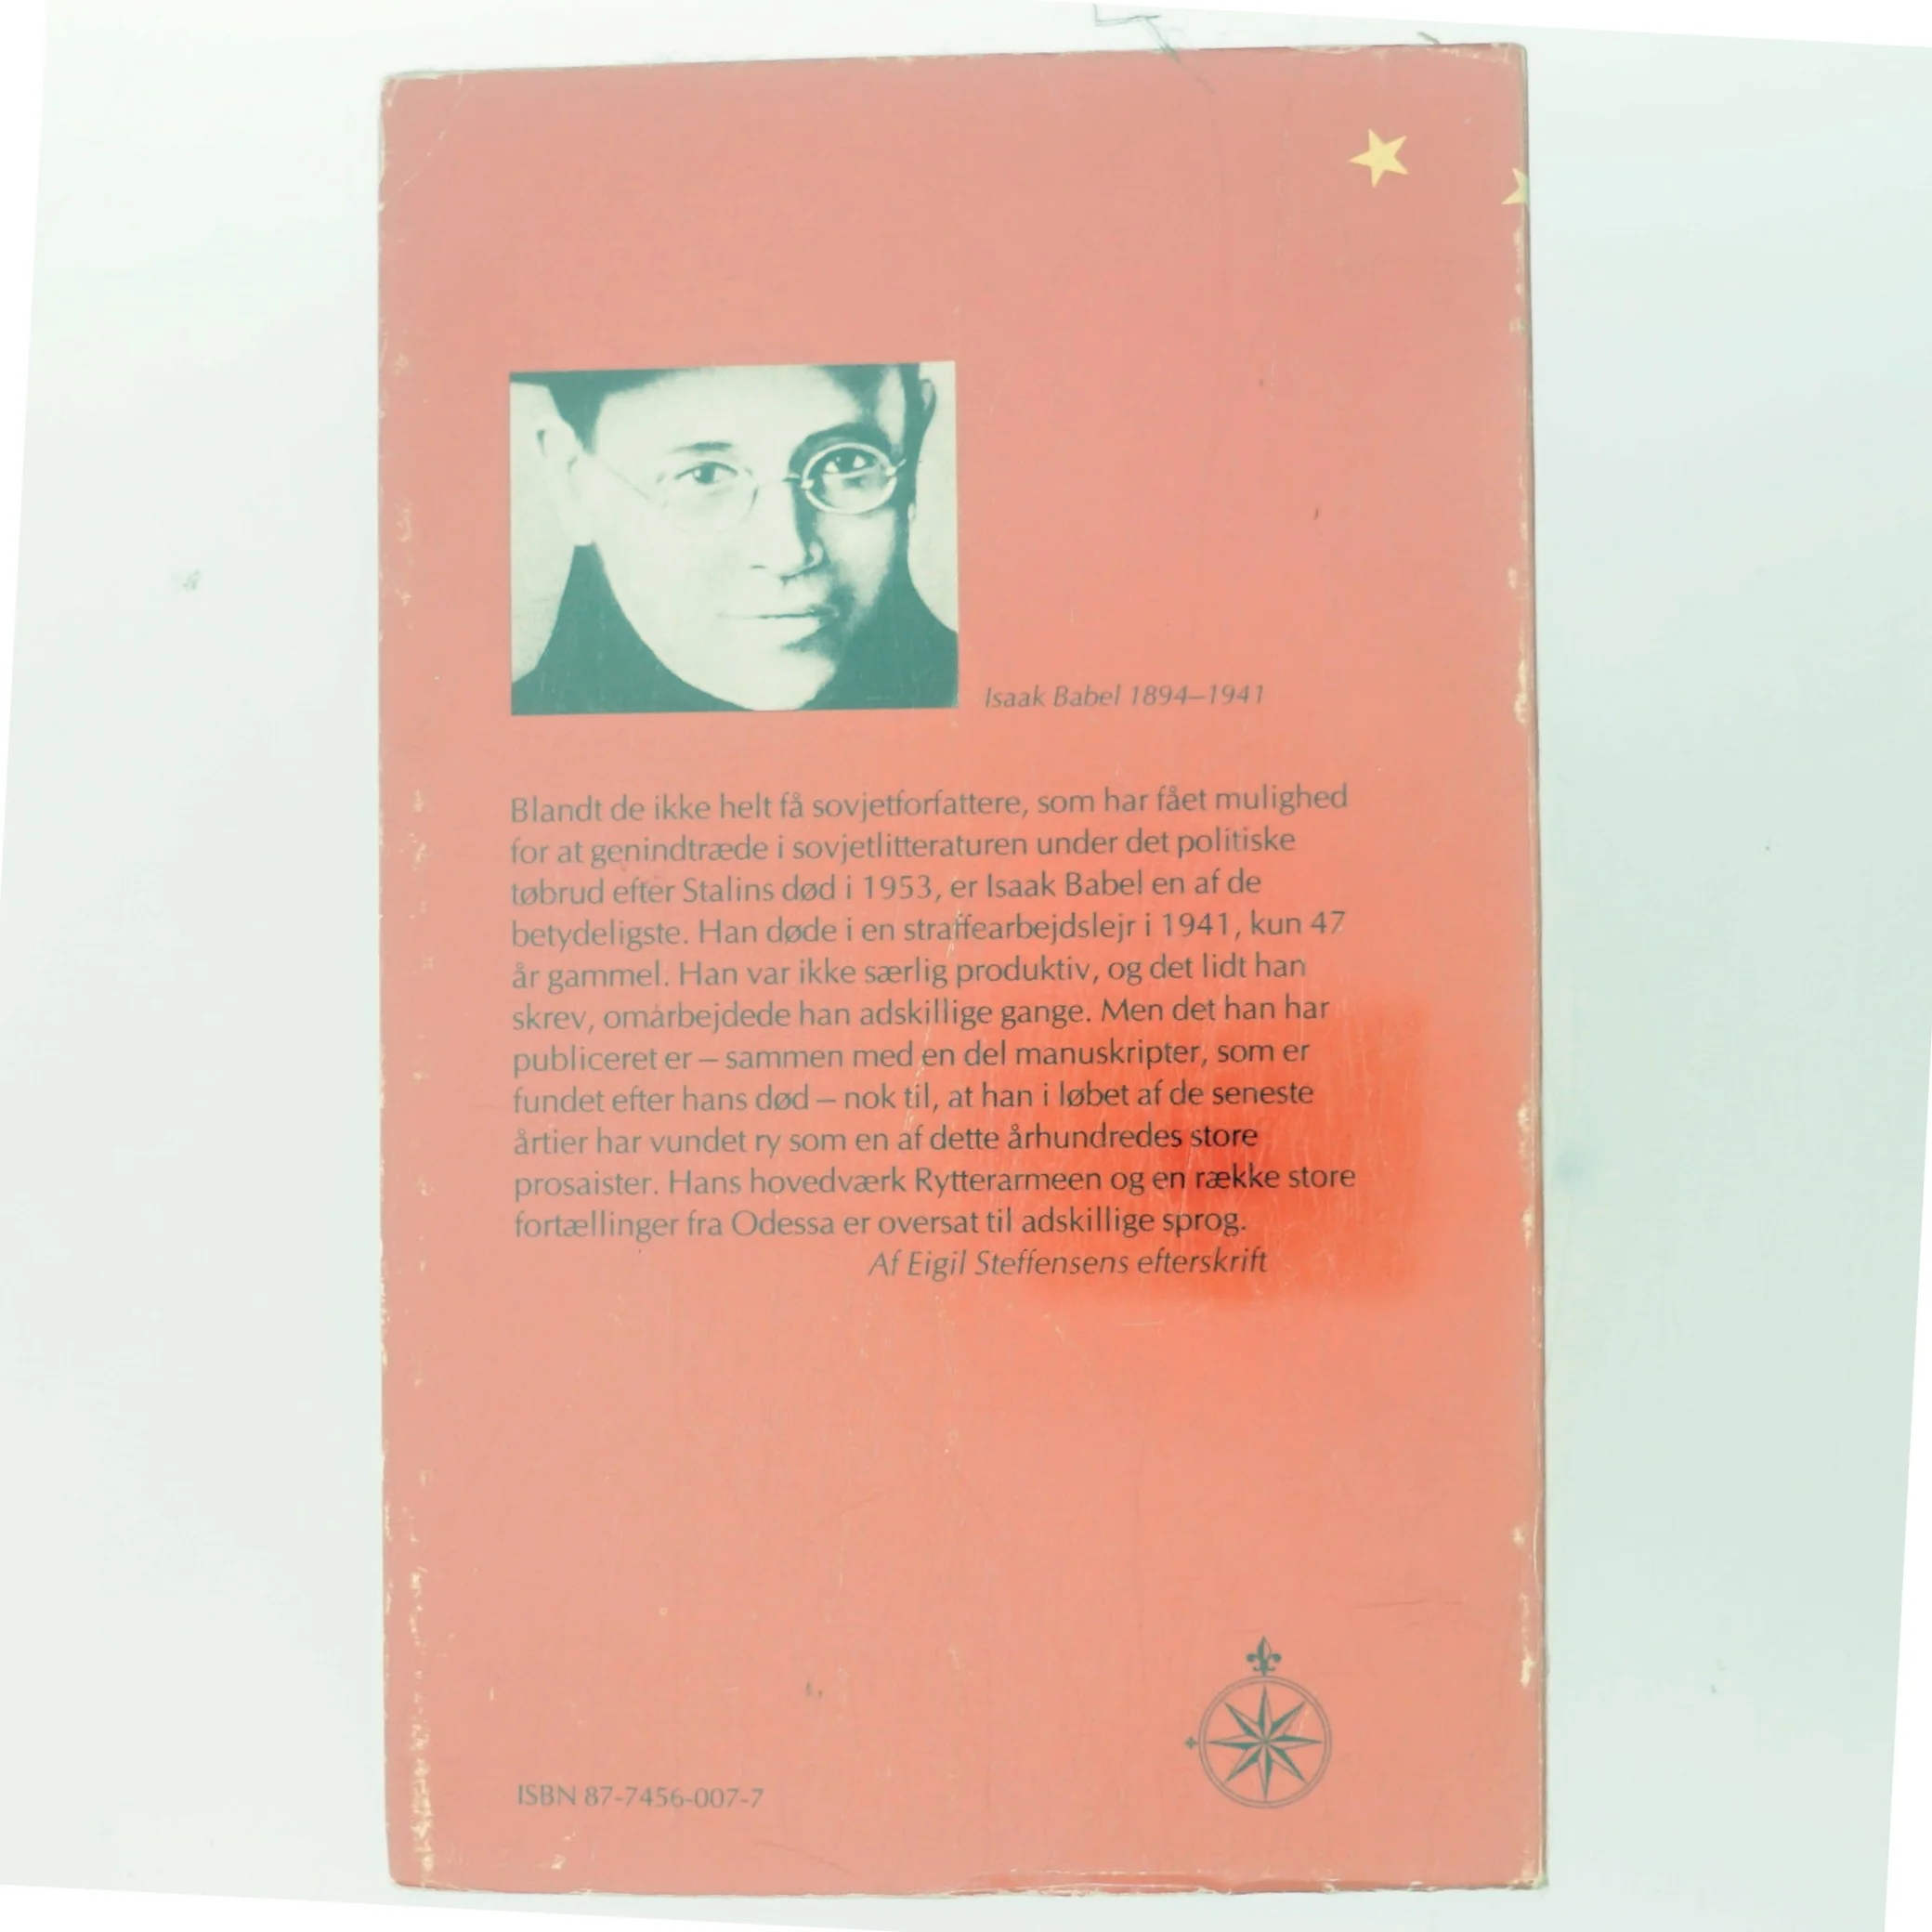 Isaak Babel 1894–1941
Blandt de ikke helt få sovjetforfattere, som har fået mulighed
for at genindtræde i sovjetlitteraturen under det politiske
tøbrud efter Stalins død i 1953, er Isaak Babel en af de
betydeligste. Han døde i en straffearbejdslejr i 1941, kun 47
år gammel. Han var ikke særlig produktiv, og det lidt han
skrev, omarbejdede han adskillige gange. Men det han har
publiceret er – sammen med en del manuskripter, som er
fundet efter hans død – nok til, at han i løbet af de seneste
årtier har vundet ry som en af dette århundredes store
prosaister. Hans hovedværk Rytterarmeen og en række store
fortællinger fra Odessa er oversat til adskillige sprog.
Af Eigil Steffensens efterskrift
ISBN 87-7456-007-7